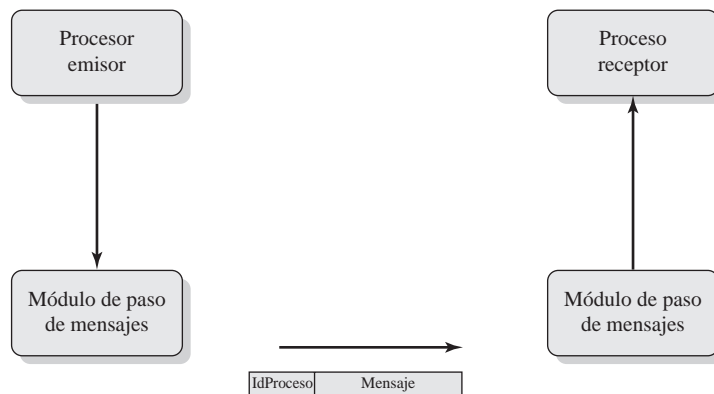 Procesor
emisor
Proceso
receptor
Módulo de paso
de mensajes
Módulo de paso
de mensajes
IdProceso Mensaje